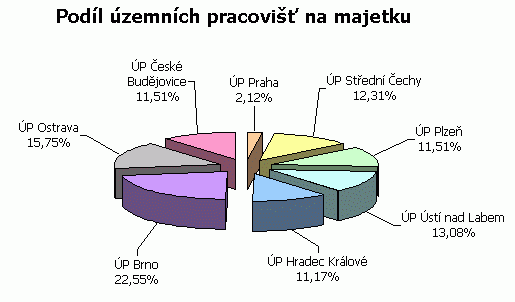 Podíl územních pracovišť na majetku
ÚP Praha
2,12%
ÚP Střední Čechy
12,31%
ÚP Plzeň
11,51%
ÚP Ústí nad Labem
13,08%
ÚP Hradec Králové
11,17%
ÚP Brno
22,55%
ÚP Ostrava
15,75%
ÚP České
Budějovice
11,51%